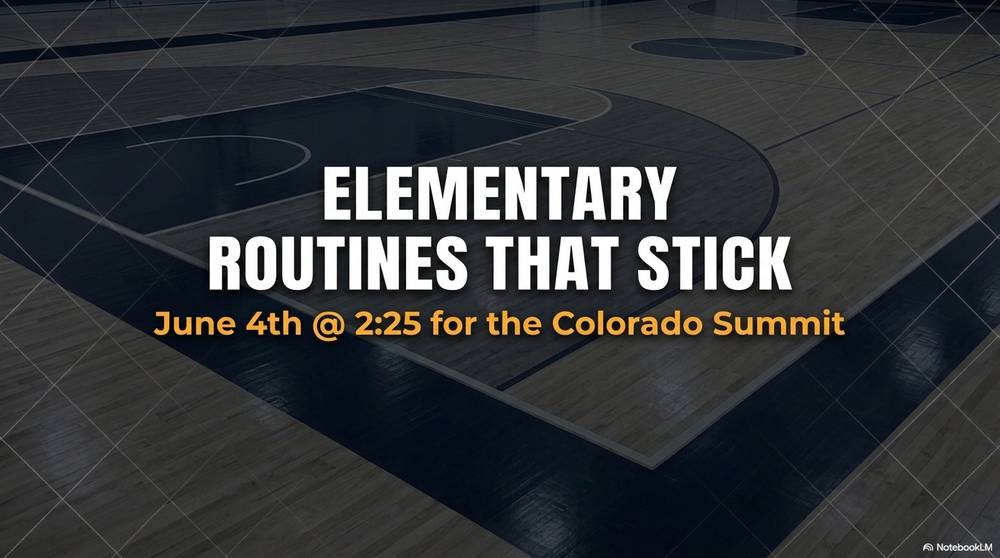 ELEMENTARY
ROUTINES THAT STICK
June 4th @ 2:25 for the Colorado Summit
NotebookLM